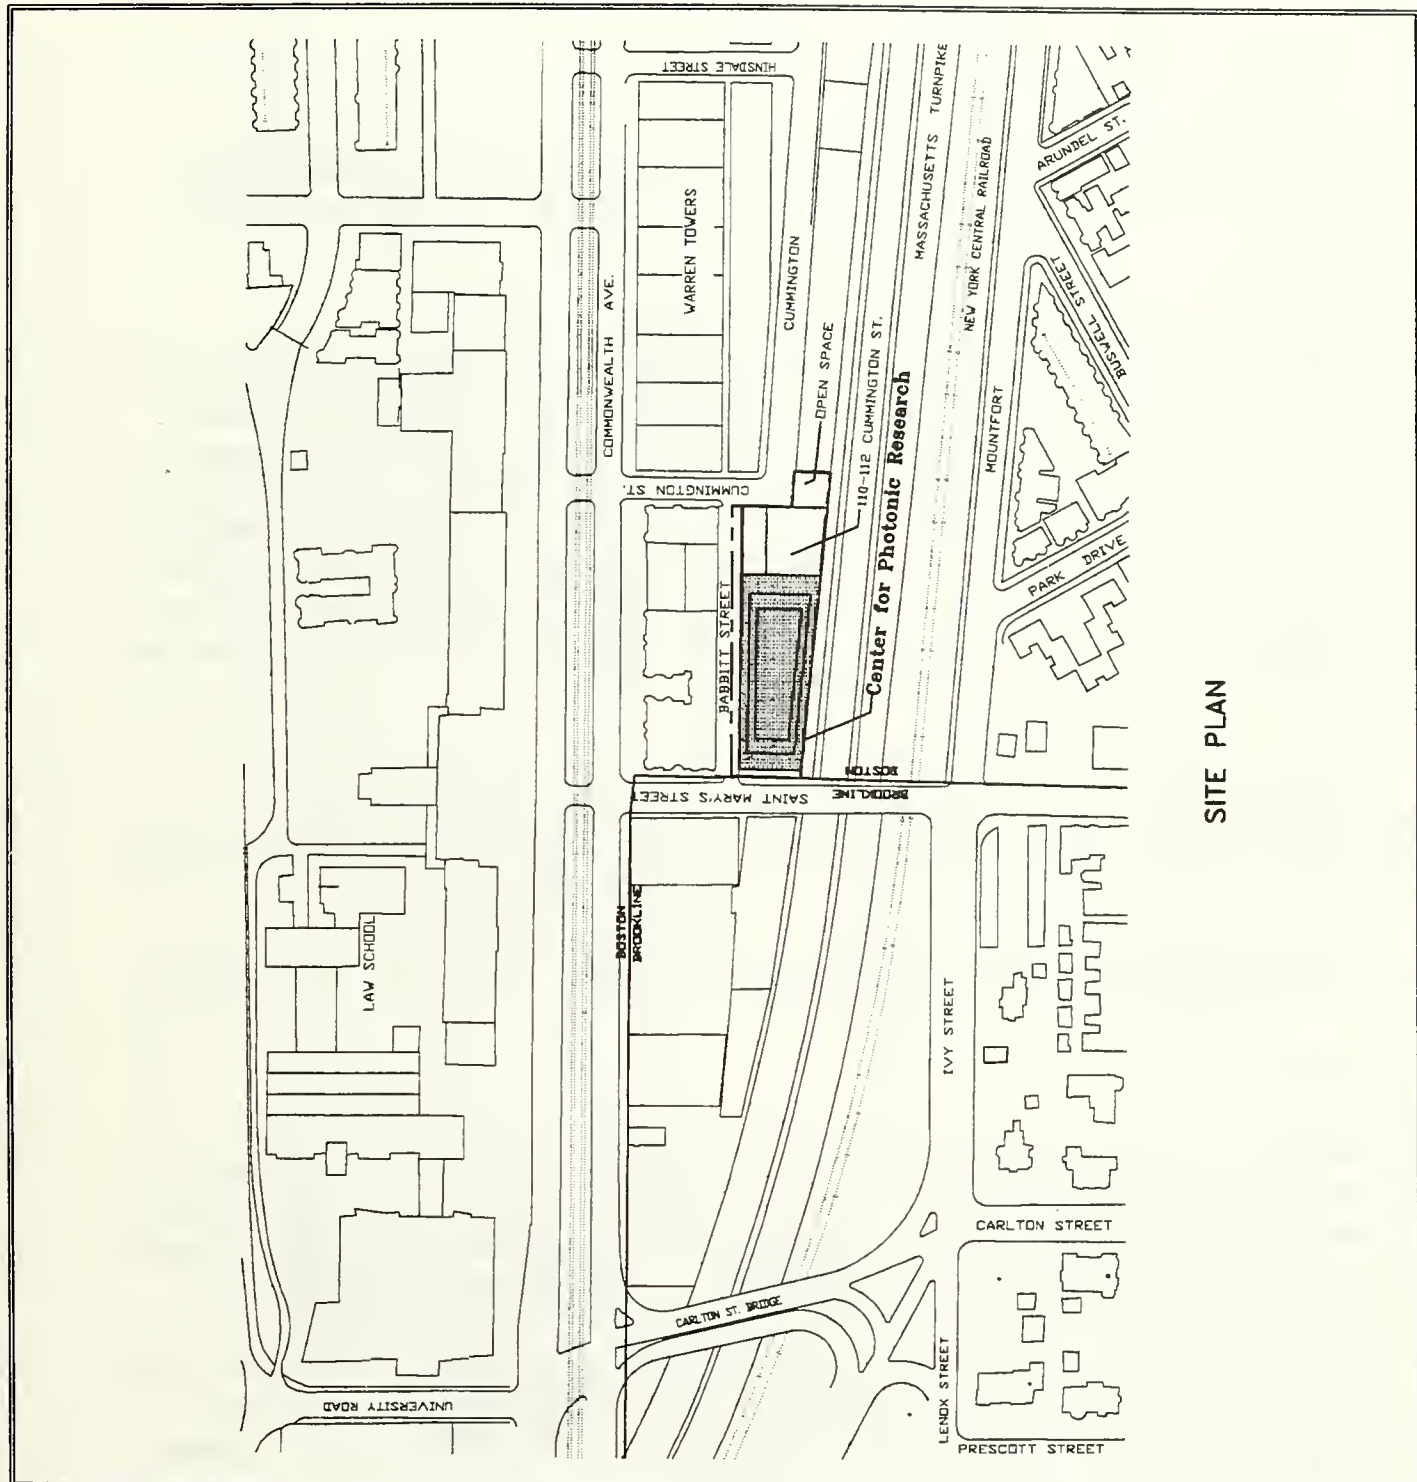 HINSDALE STREET
MASSACHUSETTS TURNPIKE
NEW YORK CENTRAL RAILROAD
ARUNDEL ST.
BUSWELL STREET
WARREN TOWERS
COMMONWEALTH AVE.
CUMMINGTON
OPEN SPACE
110-112 CUMMINGTON ST.
Center for Photonic Research
MOUNTFORT
PARK DRIVE
CUMMINGTON ST.
BABBITT STREET
SAINT MARY'S STREET
BOSTON
BROOKLINE
BOSTON
BROOKLINE
LAW SCHOOL
IVY STREET
CARLTON STREET
CARLTON ST. BRIDGE
LENOX STREET
PRESCOTT STREET
UNIVERSITY ROAD
SITE PLAN